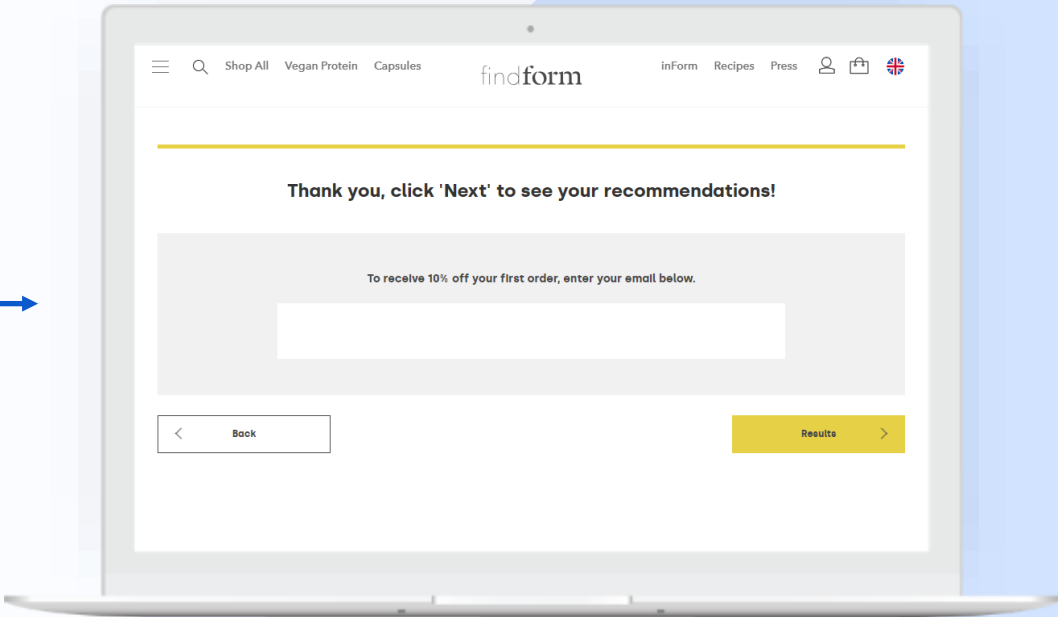 Shop All Vegan Protein Capsules findform inForm Recipes Press
Thank you, click 'Next' to see your recommendations!
To receive 10% off your first order, enter your email below.
Back Results